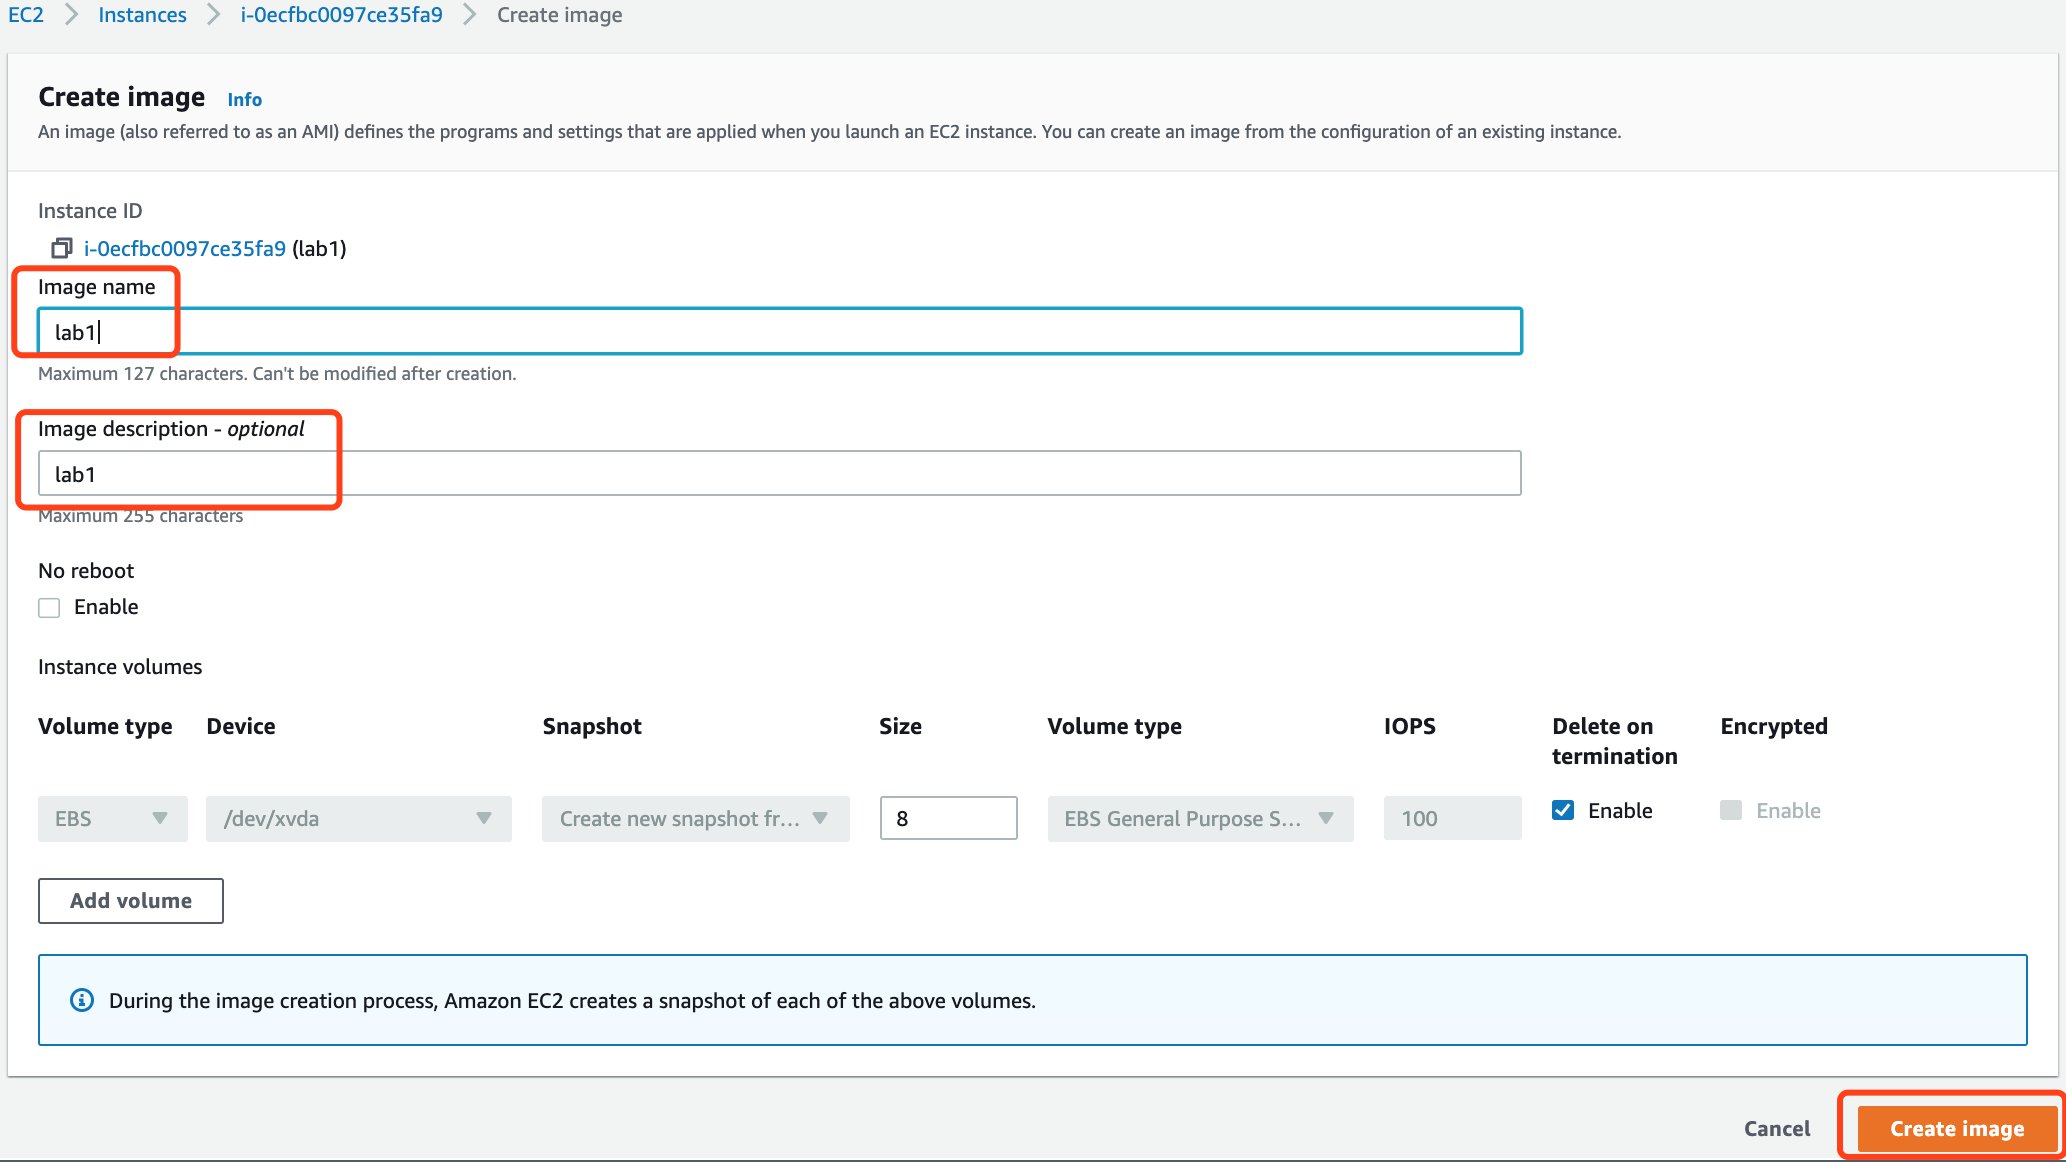 EC2 Instances i-0ecfbc0097ce35fa9 Create image
Create image Info
An image (also referred to as an AMI) defines the programs and settings that are applied when you launch an EC2 instance. You can create an image from the configuration of an existing instance.
Instance ID
i-0ecfbc0097ce35fa9 (lab1)
Image name
lab1
Maximum 127 characters. Can't be modified after creation.
Image description - optional
lab1
Maximum 255 characters
No reboot
Enable
Instance volumes
Volume type Device Snapshot Size Volume type IOPS Delete on termination Encrypted
EBS /dev/xvda Create new snapshot fr... 8 EBS General Purpose S... 100 Enable Enable
Add volume
During the image creation process, Amazon EC2 creates a snapshot of each of the above volumes.
Cancel Create image